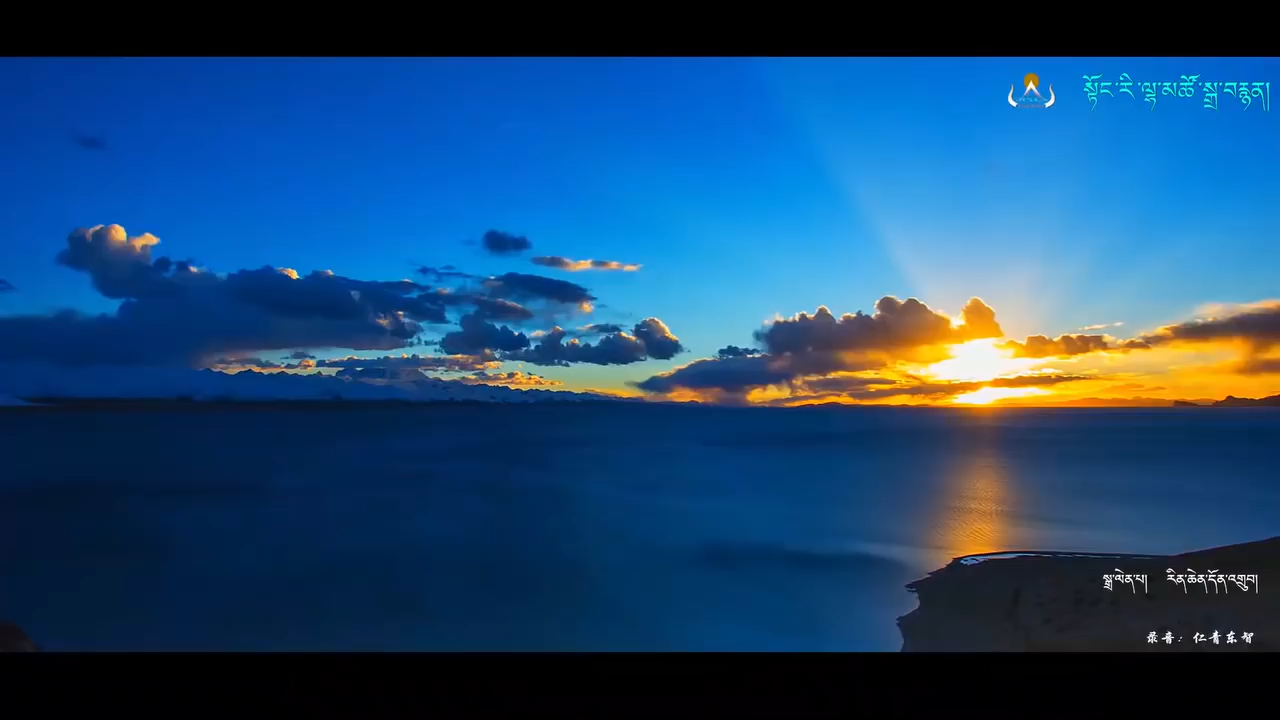 སྟོང་རི་ལྷ་མཚོ་སྒྲ་བརྙན།
སྒྲ་ལེན་པ། རིན་ཆེན་དོན་འགྲུབ།
录音：仁青东智